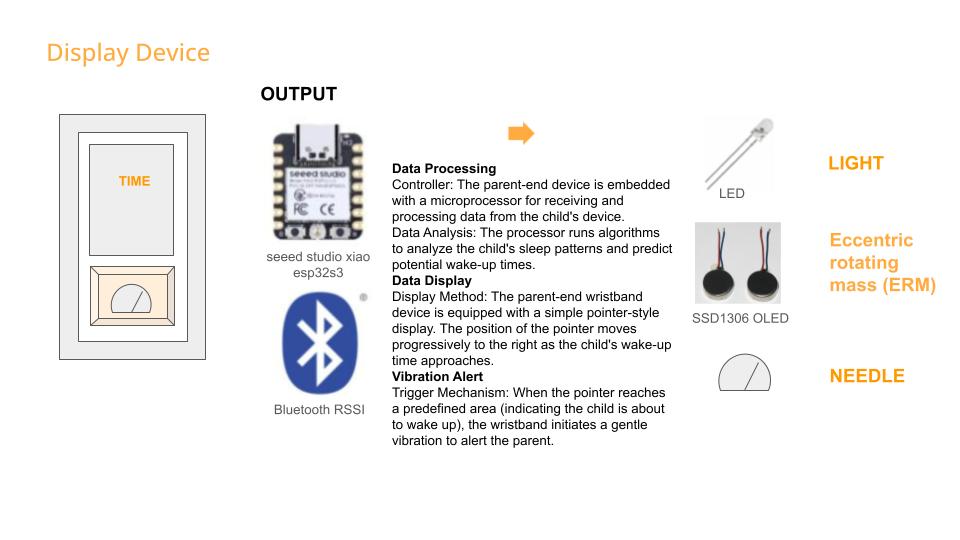 Display Device
OUTPUT
TIME
seeed studio
CE
seeed studio xiao
esp32s3
Bluetooth RSSI
Data Processing
Controller: The parent-end device is embedded
with a microprocessor for receiving and
processing data from the child's device.
Data Analysis: The processor runs algorithms
to analyze the child's sleep patterns and predict
potential wake-up times.
Data Display
Display Method: The parent-end wristband
device is equipped with a simple pointer-style
display. The position of the pointer moves
progressively to the right as the child's wake-up
time approaches.
Vibration Alert
Trigger Mechanism: When the pointer reaches
a predefined area (indicating the child is about
to wake up), the wristband initiates a gentle
vibration to alert the parent.
LED
LIGHT
SSD1306 OLED
Eccentric
rotating
mass (ERM)
NEEDLE